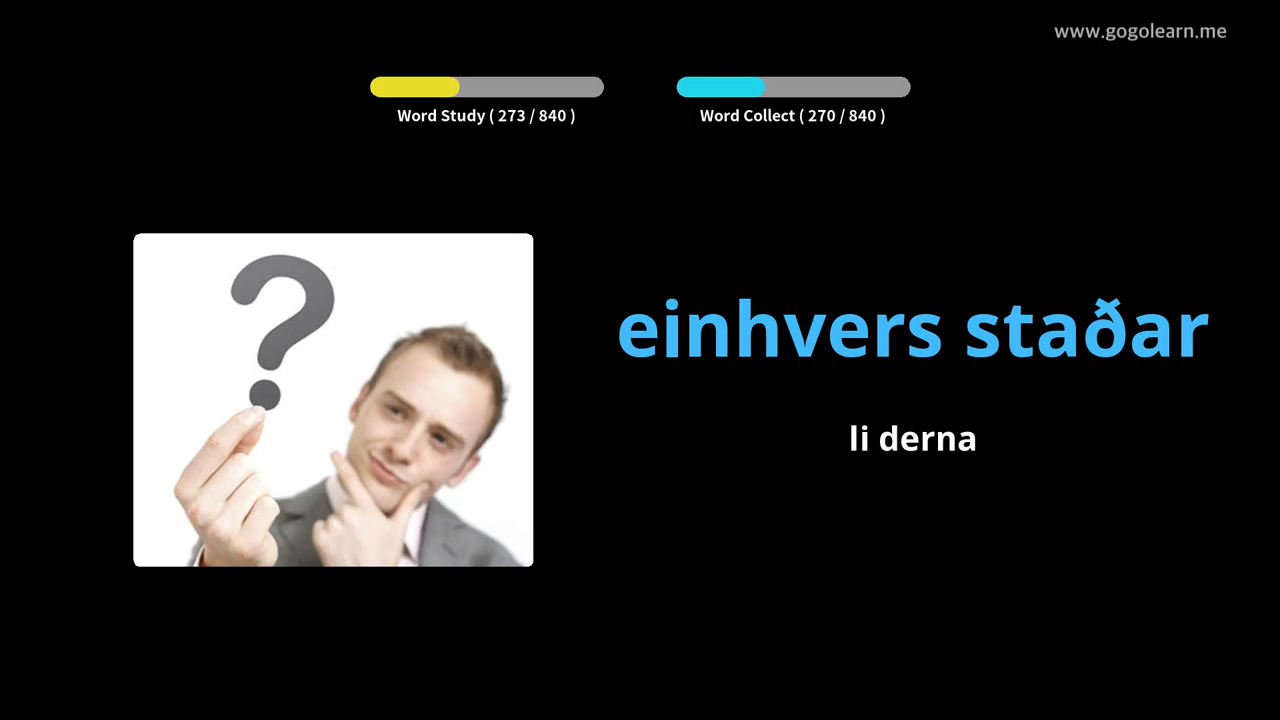 www.gogolearn.me
Word Study ( 273 / 840 )
Word Collect ( 270 / 840 )
einhvers staðar
li derna